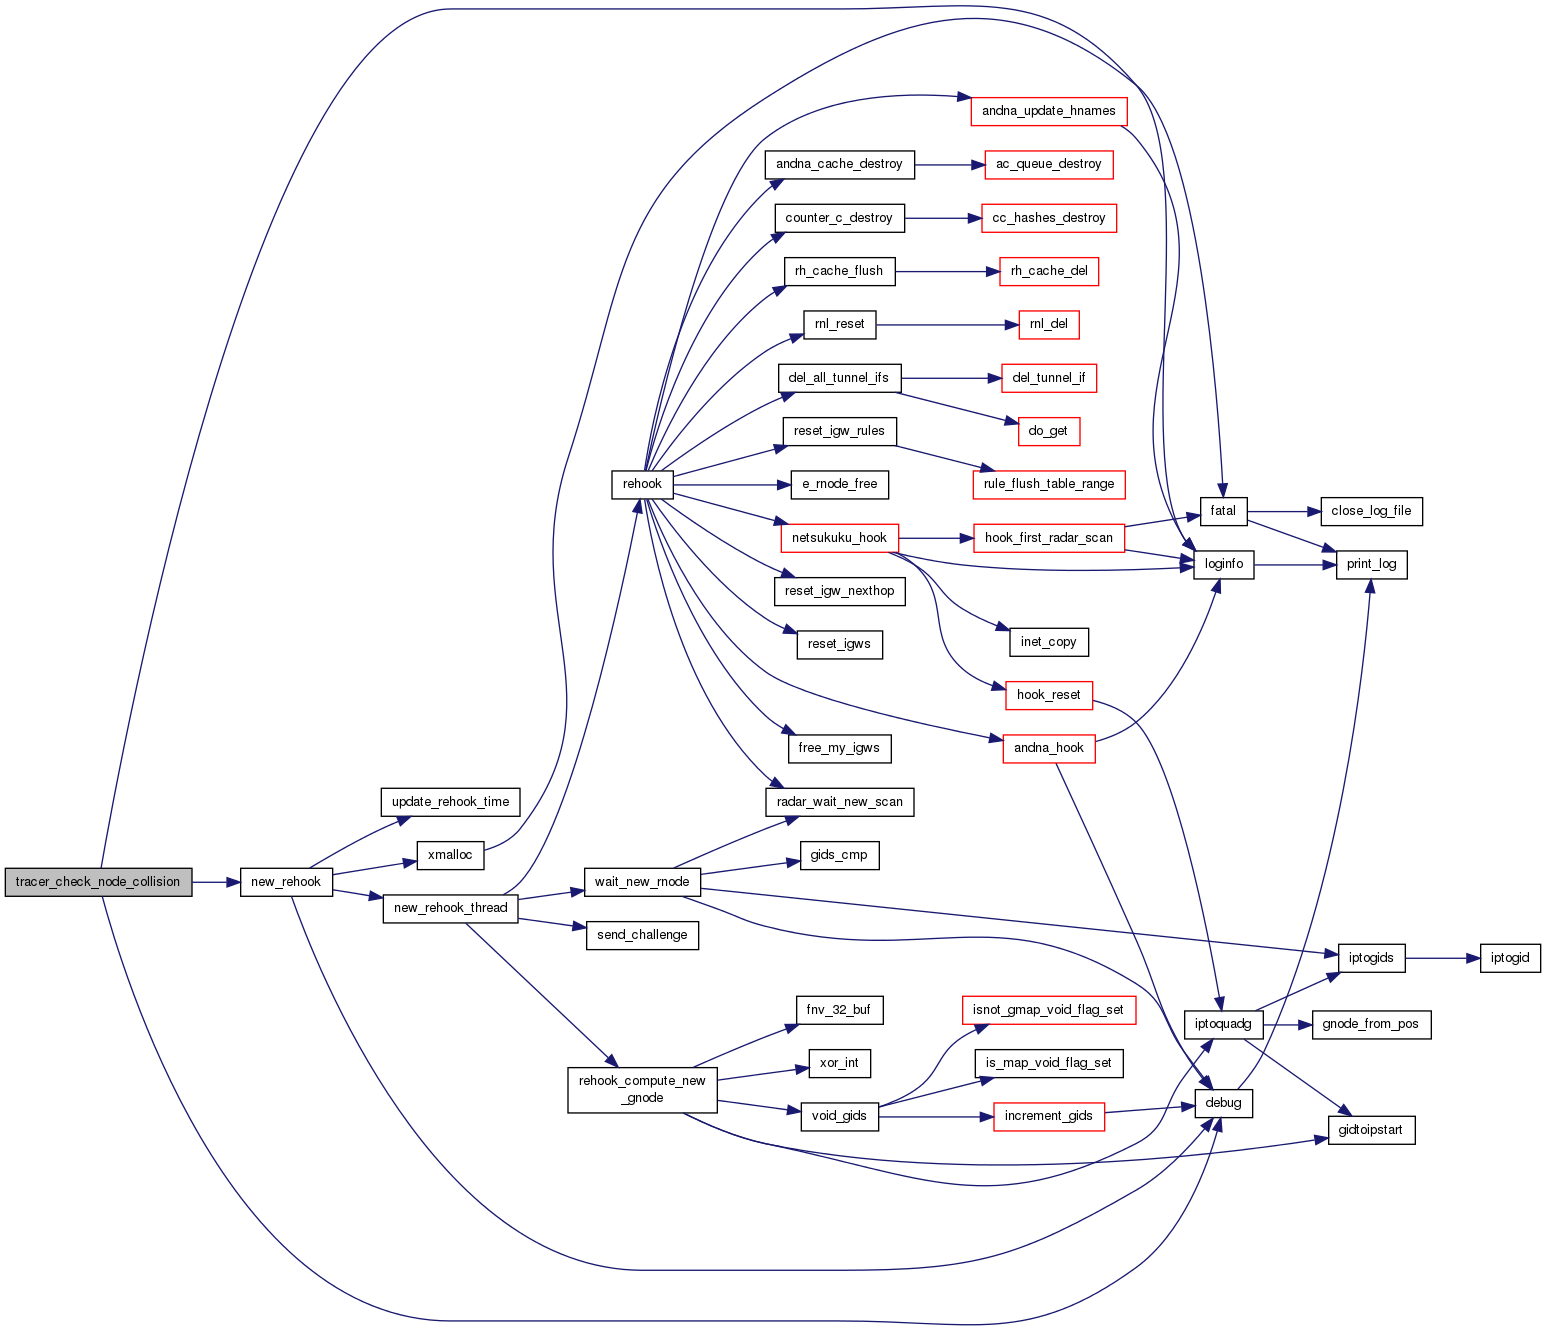 andna_update_hnames
andna_cache_destroy
ac_queue_destroy
counter_c_destroy
cc_hashes_destroy
rh_cache_flush
rh_cache_del
rnl_reset
rnl_del
del_all_tunnel_ifs
del_tunnel_if
do_get
reset_igw_rules
rehook
e_rnode_free
rule_flush_table_range
fatal
close_log_file
netsukuku_hook
hook_first_radar_scan
loginfo
print_log
reset_igw_nexthop
reset_igws
inet_copy
hook_reset
free_my_igws
andna_hook
update_rehook_time
radar_wait_new_scan
xmalloc
gids_cmp
tracer_check_node_collision
new_rehook
wait_new_rnode
new_rehook_thread
send_challenge
iptogids
iptogid
fnv_32_buf
isnot_gmap_void_flag_set
iptoquadg
gnode_from_pos
xor_int
is_map_void_flag_set
rehook_compute_new
_gnode
void_gids
increment_gids
debug
gidtoipstart